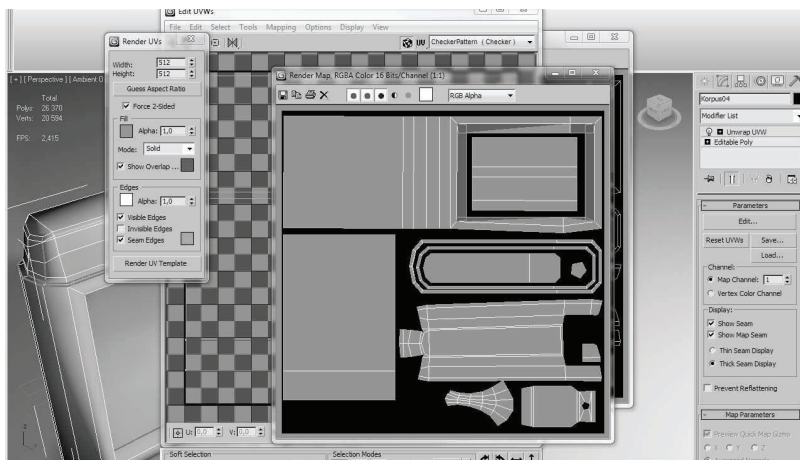 Edit UVWs
File Edit Select Tools Mapping Options Display View
UV CheckerPattern ( Checker )
Render UVs
Width: 512
Height: 512
Guess Aspect Ratio
Force 2-Sided
Fill
Alpha: 1,0
Mode: Solid
Show Overlap ...
Edges
Alpha: 1,0
Visible Edges
Invisible Edges
Seam Edges
Render UV Template
[ + ] [ Perspective ] [ Ambient O
Total
Polys: 26 370
Verts: 20 594
FPS: 2,415
Render Map, RGBA Color 16 Bits/Channel (1:1)
RGB Alpha
U: 0,0 V: 0,0
Soft Selection
Selection Modes
Korpus04
Modifier List
Unwrap UVW
Editable Poly
Parameters
Edit...
Reset UVWs Save...
Load...
Channel:
Map Channel: 1
Vertex Color Channel
Display:
Show Seam
Show Map Seam
Thin Seam Display
Thick Seam Display
Prevent Reflattening
Map Parameters
Preview Quick Map Gizmo
X Y Z